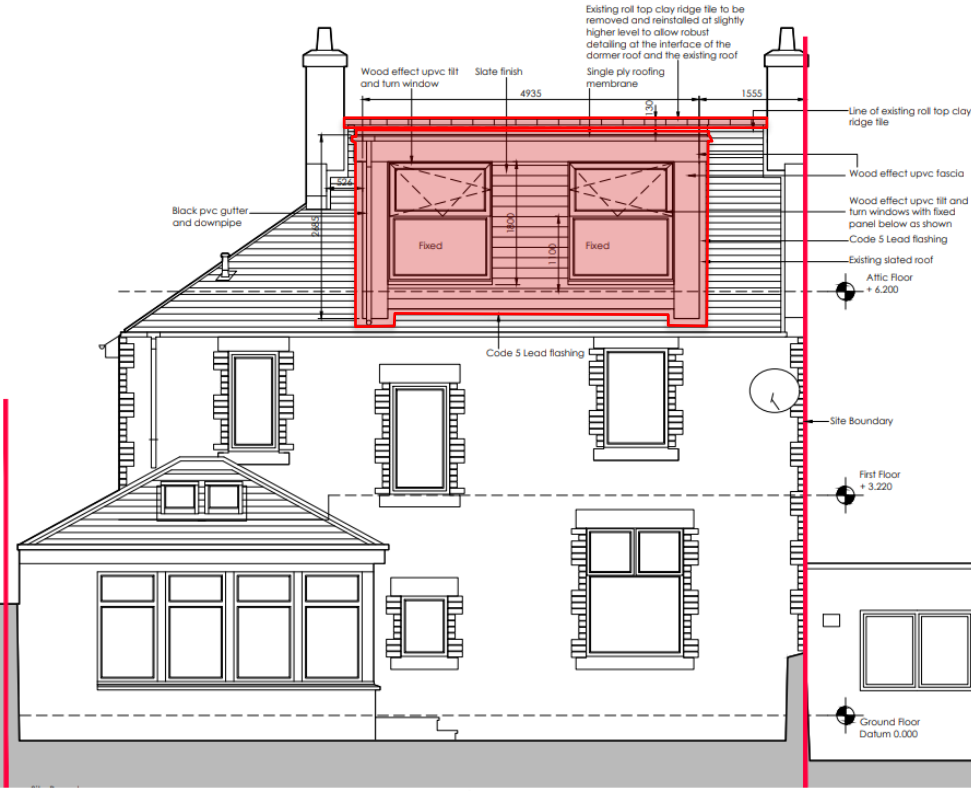 Existing roll top clay ridge tile to be
removed and reinstalled at slightly
higher level to allow robust
detailing at the interface of the
dormer roof and the existing roof
Wood effect upvc tilt
and turn window
Slate finish
Single ply roofing
membrane
4935
1555
130
Line of existing roll top clay
ridge tile
Wood effect upvc fascia
526
Wood effect upvc tilt and
turn windows with fixed
panel below as shown
Black pvc gutter
and downpipe
2685
1800
1100
Fixed
Fixed
Code 5 Lead flashing
Existing slated roof
Attic Floor
+ 6.200
Code 5 Lead flashing
Site Boundary
First Floor
+ 3.220
Ground Floor
Datum 0.000